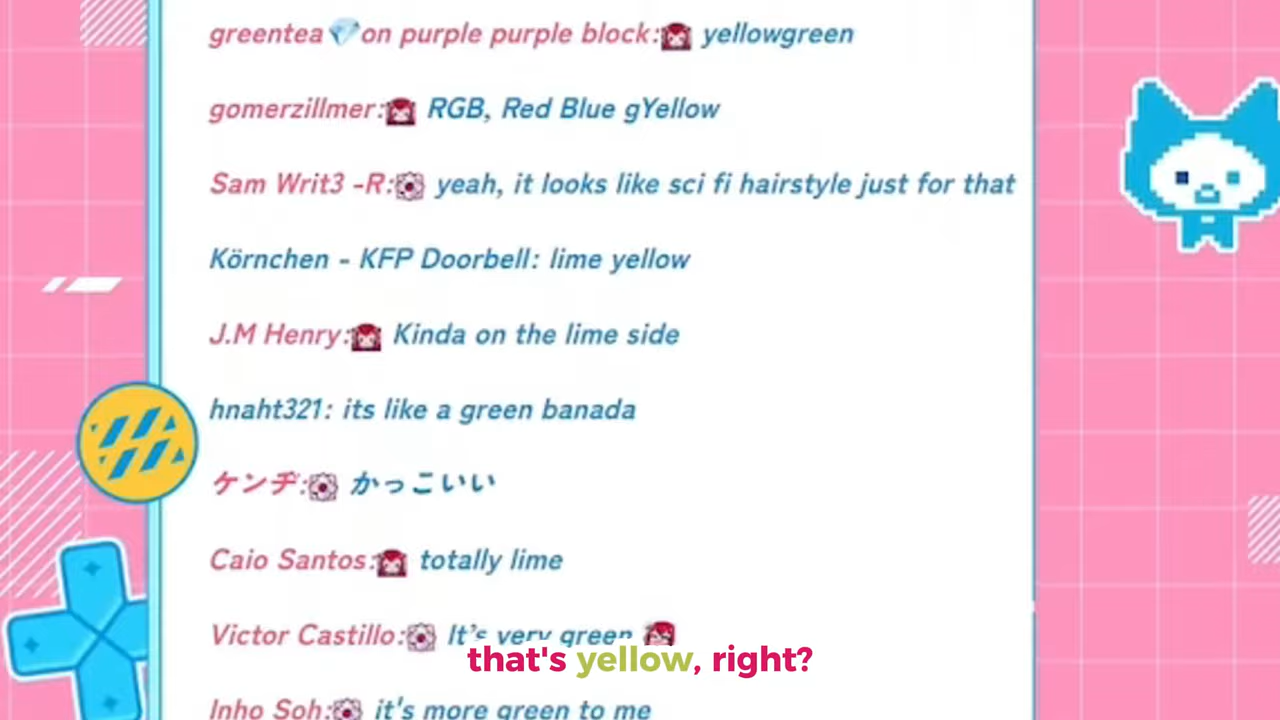 greentea💎on purple purple block: yellowgreen
gomerzillmer: RGB, Red Blue gYellow
Sam Writ3 -R: yeah, it looks like sci fi hairstyle just for that
Körnchen - KFP Doorbell: lime yellow
J.M Henry: Kinda on the lime side
hnaht321: its like a green banada
ケンヂ: かっこいい
Caio Santos: totally lime
Victor Castillo: It's very green
that's yellow, right?
Inho Soh: it's more green to me